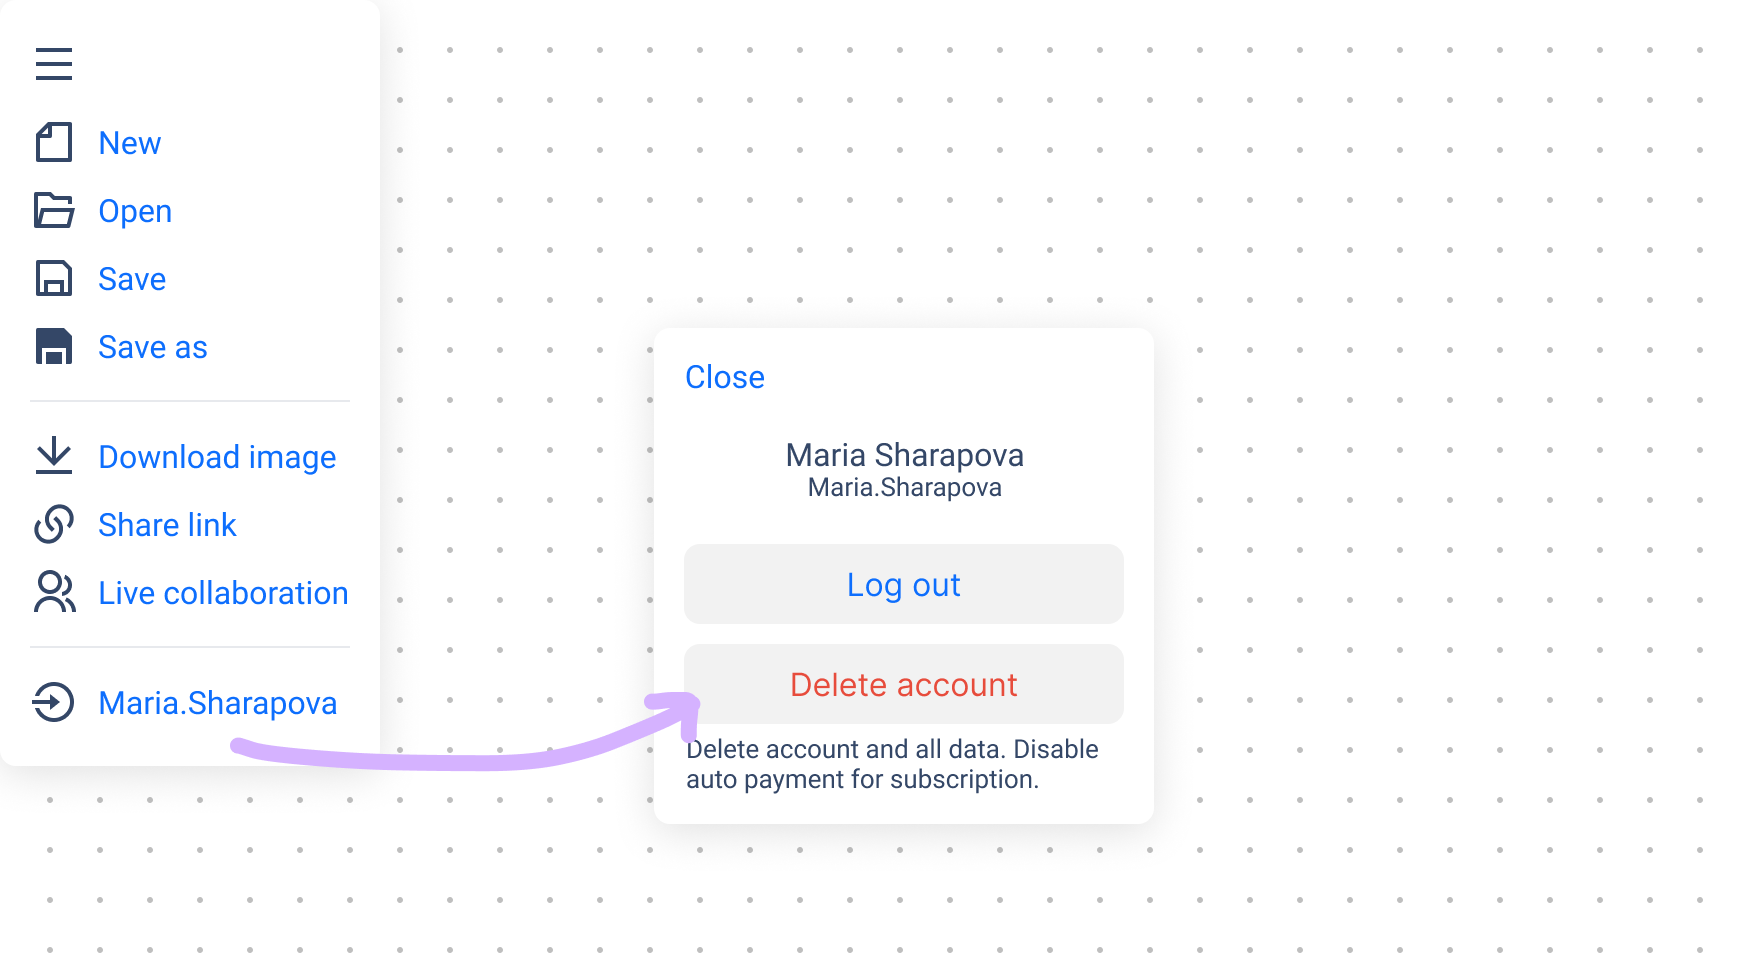 New
Open
Save
Save as
Download image
Share link
Live collaboration
Maria.Sharapova
Close
Maria Sharapova
Maria.Sharapova
Log out
Delete account
Delete account and all data. Disable
auto payment for subscription.